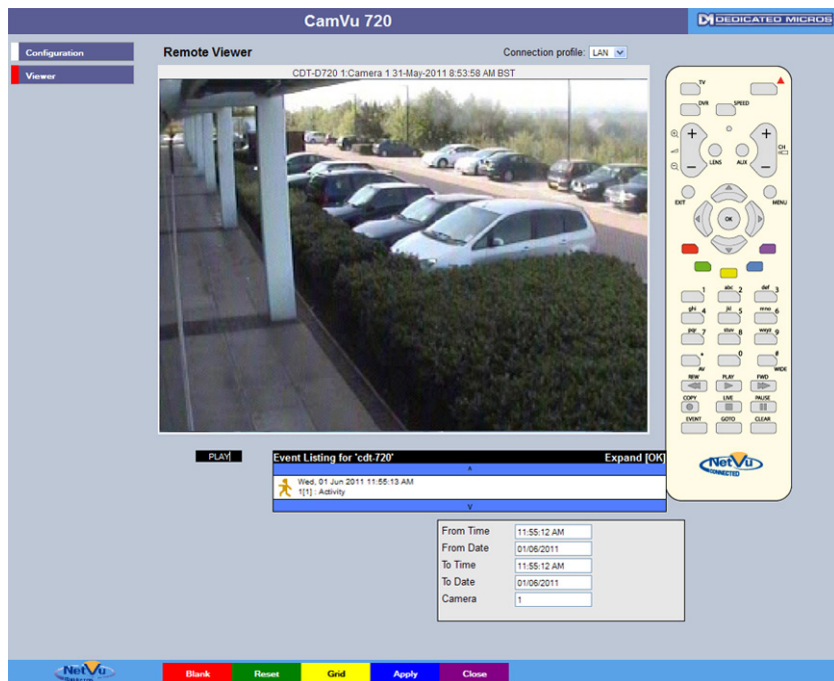 CamVu 720
DEDICATED MICROS
Configuration
Viewer
Remote Viewer
Connection profile: LAN
CDT-D720 1:Camera 1 31-May-2011 8:53:58 AM BST
TV
DVR SPEED
+ +
CH
LENS AUX
- -
EXIT MENU
OK
1 abc 2 def 3
ghi 4 jkl 5 mno 6
pqr 7 stuv 8 wxyz 9
* 0 #
AV WIDE
REW PLAY FWD
COPY LIVE PAUSE
EVENT GOTO CLEAR
NetVu
CONNECTED
PLAY
Event Listing for 'cdt-720' Expand [OK]
Wed, 01 Jun 2011 11:55:13 AM
1[1] : Activity
From Time 11:55:12 AM
From Date 01/06/2011
To Time 11:55:12 AM
To Date 01/06/2011
Camera 1
NetVu
Blank Reset Grid Apply Close